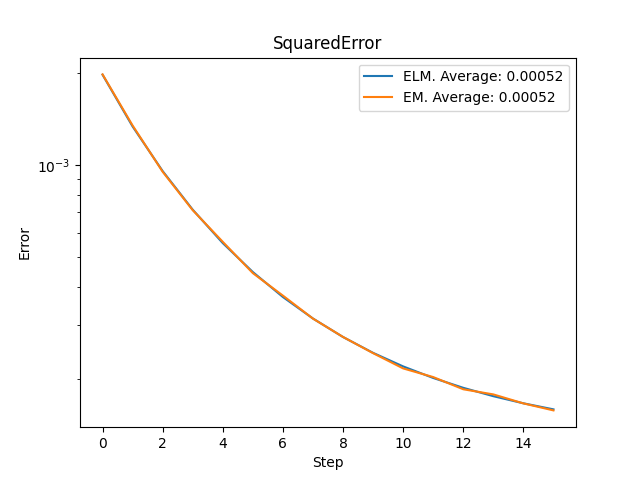 SquaredError
ELM. Average: 0.00052
EM. Average: 0.00052
10⁻³
Error
0 2 4 6 8 10 12 14
Step